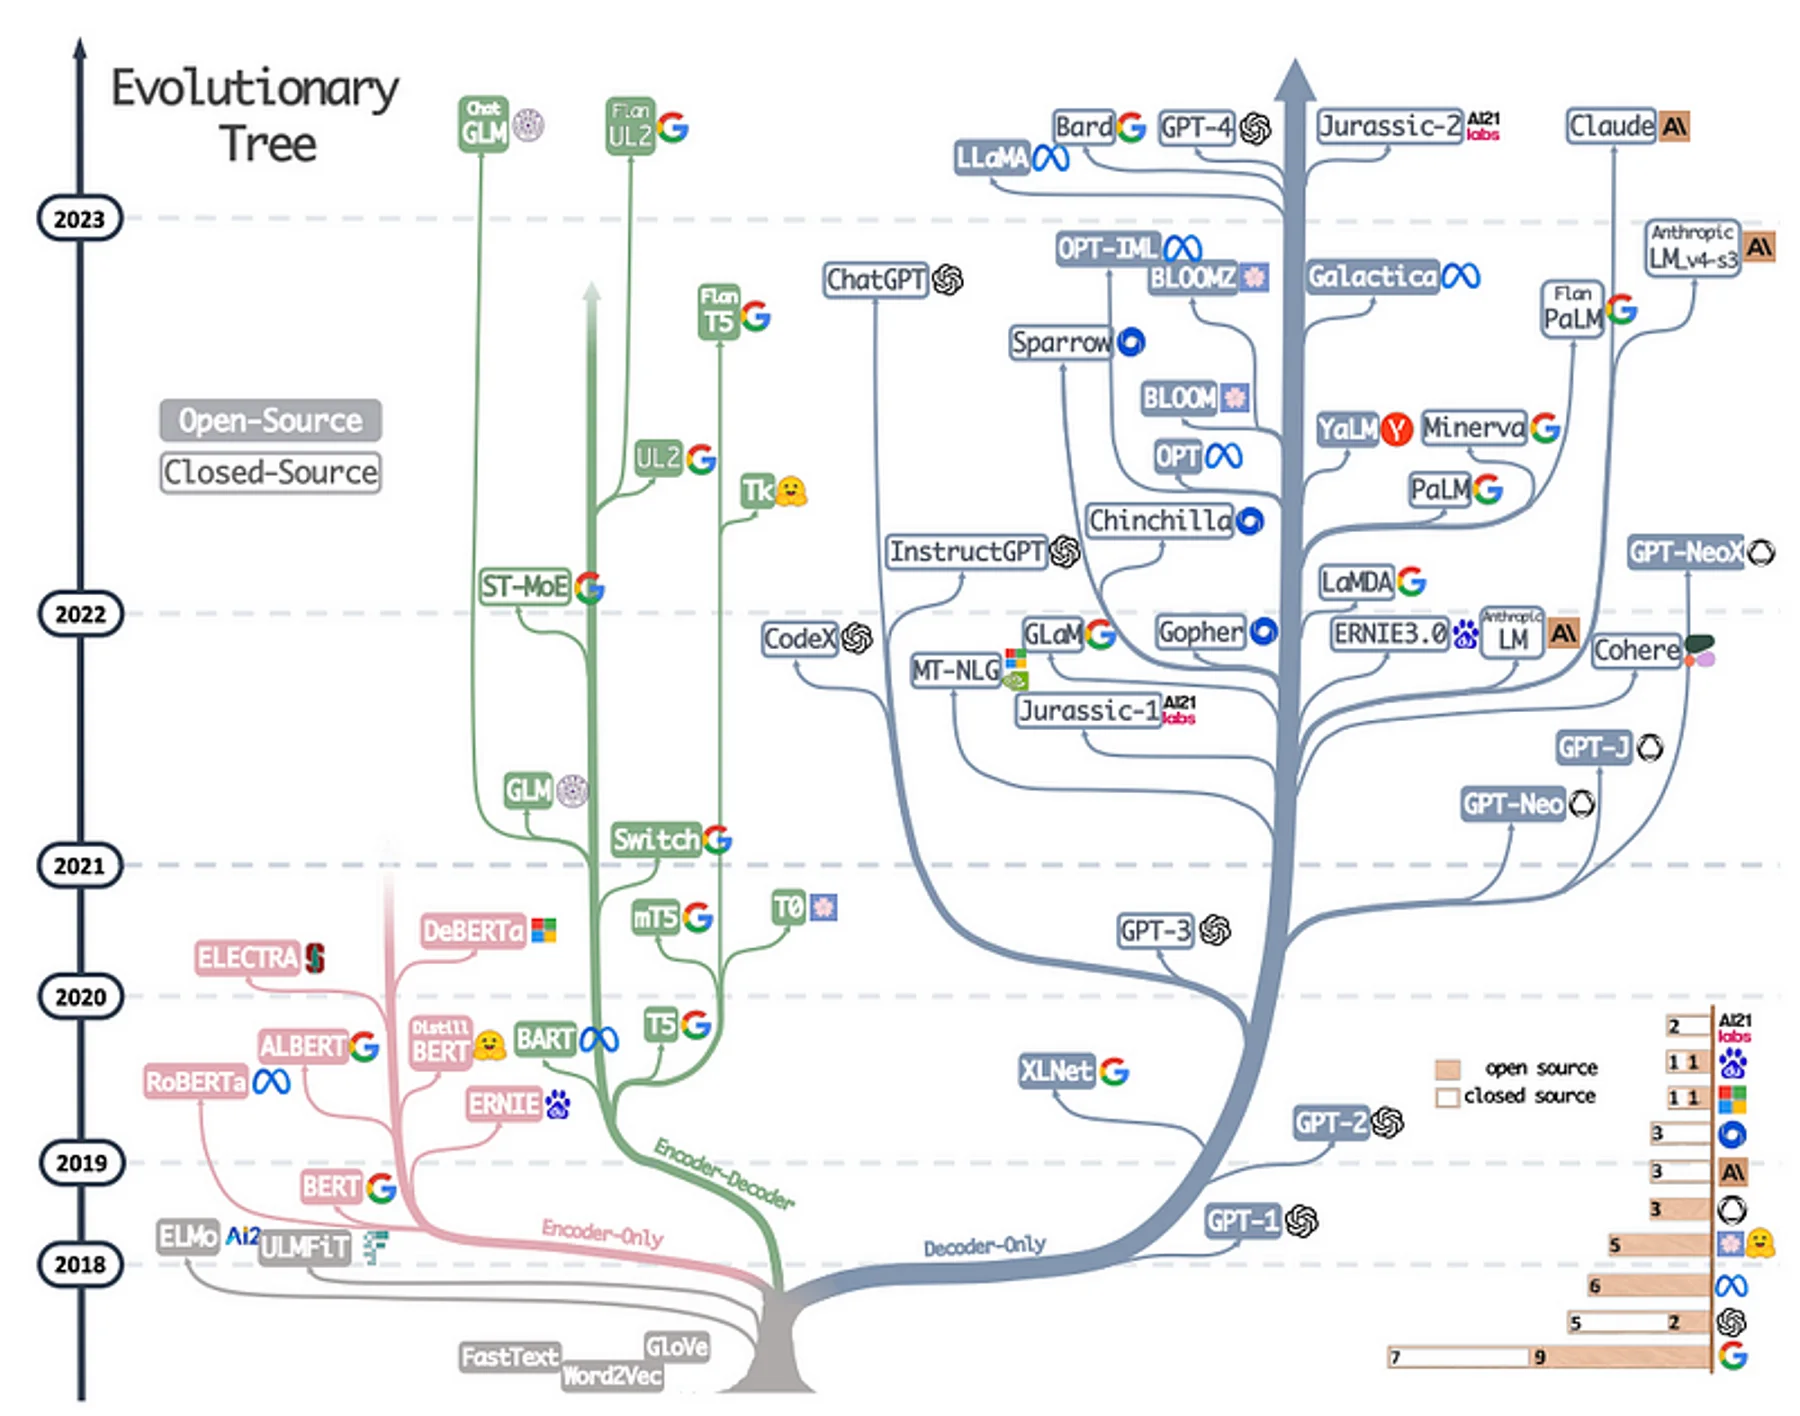 Evolutionary
Tree
2023
2022
2021
2020
2019
2018
Open-Source
Closed-Source
Chat
GLM
Flan
UL2
Flan
T5
UL2
Tk
ST-MoE
GLM
Switch
mT5
T0
T5
BART
DeBERTa
ELECTRA
ALBERT
Distill
BERT
RoBERTa
ERNIE
BERT
ELMo
Ai2
ULMFiT
Encoder-Only
Encoder-Decoder
Decoder-Only
FastText
Word2Vec
GloVe
LLaMA
Bard
GPT-4
Jurassic-2
AI21
labs
Claude
A\
Anthropic
LM_v4-s3
A\
OPT-IML
BLOOMZ
Galactica
ChatGPT
Sparrow
Flan
PaLM
BLOOM
YaLM
Minerva
OPT
PaLM
Chinchilla
InstructGPT
GPT-NeoX
LaMDA
CodeX
GLaM
Gopher
ERNIE3.0
Anthropic
LM
A\
Cohere
MT-NLG
Jurassic-1
AI21
labs
GPT-J
GPT-Neo
GPT-3
XLNet
GPT-2
GPT-1
open source
closed source
2
AI21
labs
1 1
1 1
3
3
A\
3
5
6
5 2
7 9